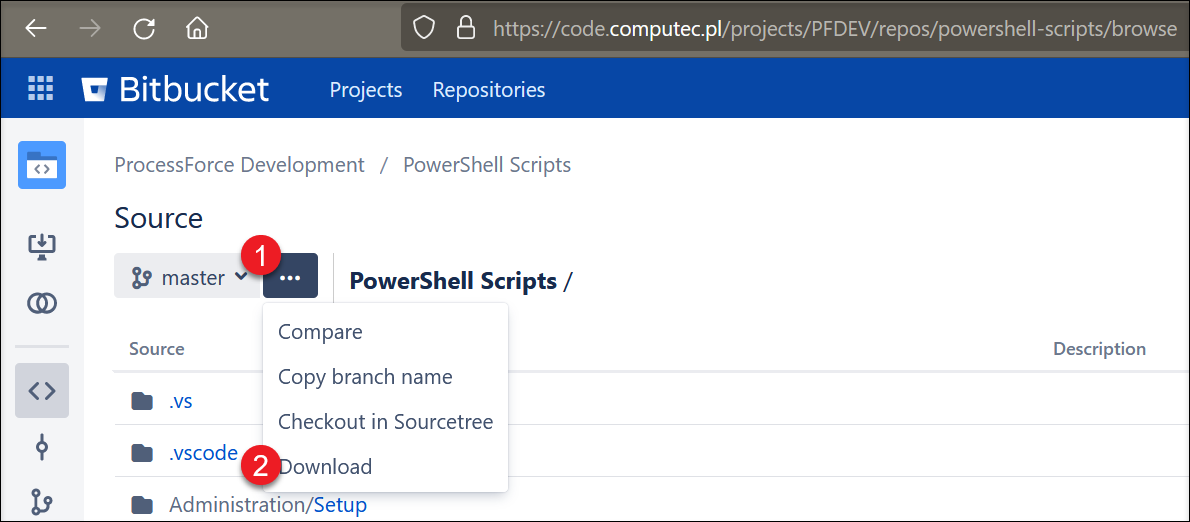 https://code.computec.pl/projects/PFDEV/repos/powershell-scripts/browse
Bitbucket Projects Repositories
ProcessForce Development / PowerShell Scripts
Source
1
master ... PowerShell Scripts /
Compare
Source Description
Copy branch name
.vs
Checkout in Sourcetree
.vscode
2 Download
Administration/Setup